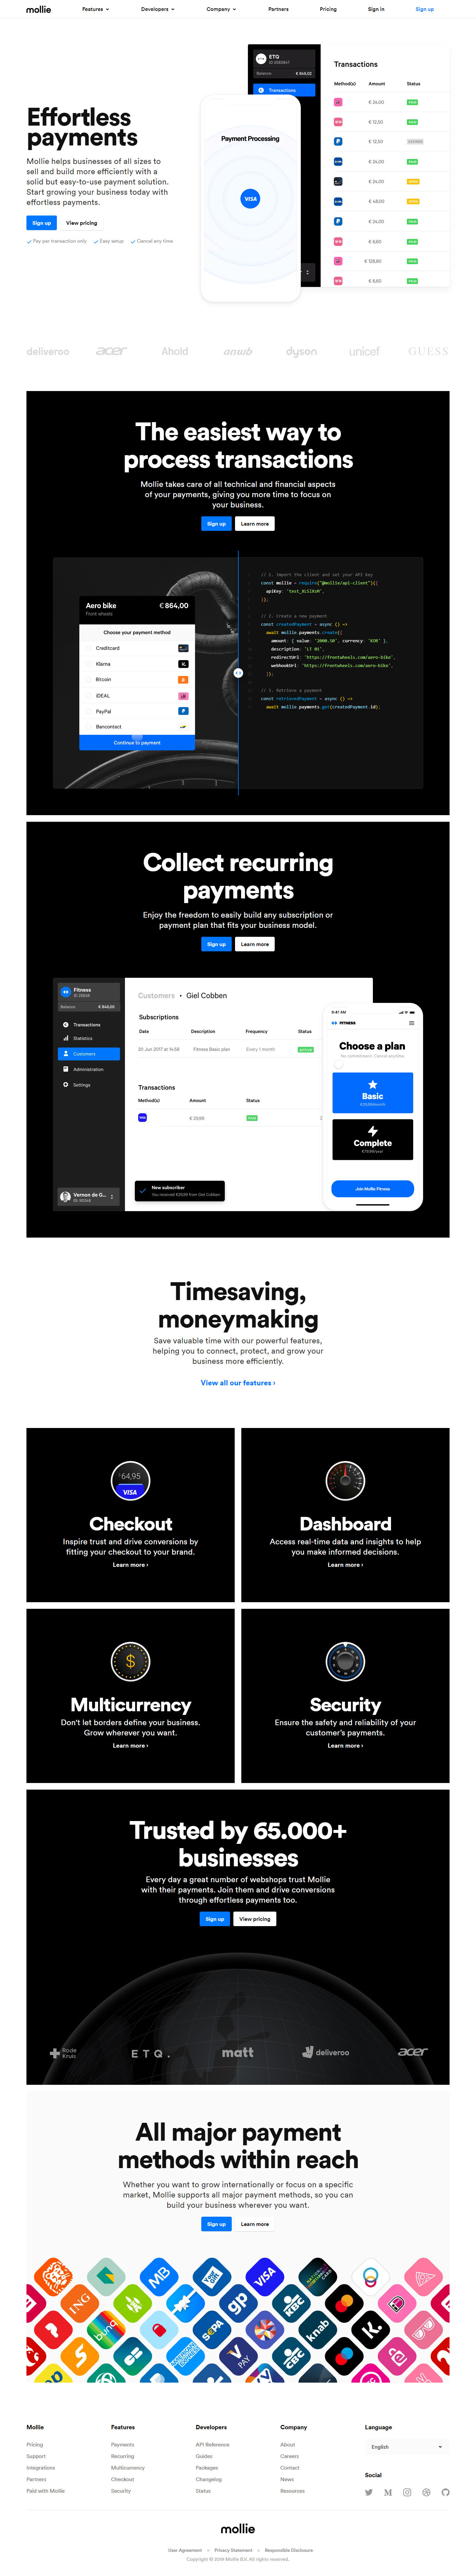 mollie
Features
Developers
Company
Partners
Pricing
Sign in
Sign up
Effortless
payments
Mollie helps businesses of all sizes to
sell and build more efficiently with a
solid but easy-to-use payment solution.
Start growing your business today with
effortless payments.
Sign up
View pricing
Pay per transaction only
Easy setup
Cancel any time
Payment Processing
VISA
ETQ
Balance
Transactions
Transactions
Method(s) Amount Status
€ 24,00
€ 12,50
€ 12,50
€ 24,00
€ 24,00
€ 48,00
€ 24,00
€ 6,60
€ 128,80
€ 6,60
deliveroo
acer
Ahold
anwb
dyson
unicef
GUESS
The easiest way to
process transactions
Mollie takes care of all technical and financial aspects
of your payments, giving you more time to focus on
your business.
Sign up
Learn more
Aero bike € 864,00
Front wheels
Choose your payment method
Creditcard
Klarna
Bitcoin
iDEAL
PayPal
Bancontact
Continue to payment
// 1. Import the client and set your API key
const mollie = require("@mollie/api-client")({
// 2. Create a new payment
const createdPayment = async () =>
await mollie.payments.create({
redirectUrl: 'https://frontwheels.com/aero-bike',
webhookUrl: 'https://frontwheels.com/aero-bike',
});
// 3. Retrieve a payment
const retrievedPayment = async () =>
await mollie.payments.get(createdPayment.id);
Collect recurring
payments
Enjoy the freedom to easily build any subscription or
payment plan that fits your business model.
Sign up
Learn more
Fitness
Balance
Transactions
Statistics
Customers
Administration
Settings
Vernon de G...
Customers • Giel Cobben
Subscriptions
Date Description Frequency Status
20 Jun 2017 at 14:58 Fitness Basic plan Every 1 month
Transactions
Method(s) Amount Status
€ 29,99
New subscriber
You received €29,99 from Giel Cobben
9:41 AM
FITNESS
Choose a plan
No commitment. Cancel anytime.
Basic
Complete
Join Mollie Fitness
Timesaving,
moneymaking
Save valuable time with our powerful features,
helping you to connect, protect, and grow your
business more efficiently.
View all our features ›
64,95
VISA
Checkout
Inspire trust and drive conversions by
fitting your checkout to your brand.
Learn more ›
Dashboard
Access real-time data and insights to help
you make informed decisions.
Learn more ›
$
Multicurrency
Don't let borders define your business.
Grow wherever you want.
Learn more ›
Security
Ensure the safety and reliability of your
customer's payments.
Learn more ›
Trusted by 65.000+
businesses
Every day a great number of webshops trust Mollie
with their payments. Join them and drive conversions
through effortless payments too.
Sign up
View pricing
Rode
Kruis
ETQ.
matt
deliveroo
acer
All major payment
methods within reach
Whether you want to grow internationally or focus on a specific
market, Mollie supports all major payment methods, so you can
build your business wherever you want.
Sign up
Learn more
MB
Your
Gift
VISA
ING
gp
KBC
bunq
SEPA
knab
K.
AMERICAN
EXPRESS
V
PAY
CBC
Mollie
Pricing
Support
Integrations
Partners
Paid with Mollie
Features
Payments
Recurring
Multicurrency
Checkout
Security
Developers
API Reference
Guides
Packages
Changelog
Status
Company
About
Careers
Contact
News
Resources
Language
English
Social
mollie
User Agreement
Privacy Statement
Responsible Disclosure
Copyright © 2019 Mollie B.V. All rights reserved.